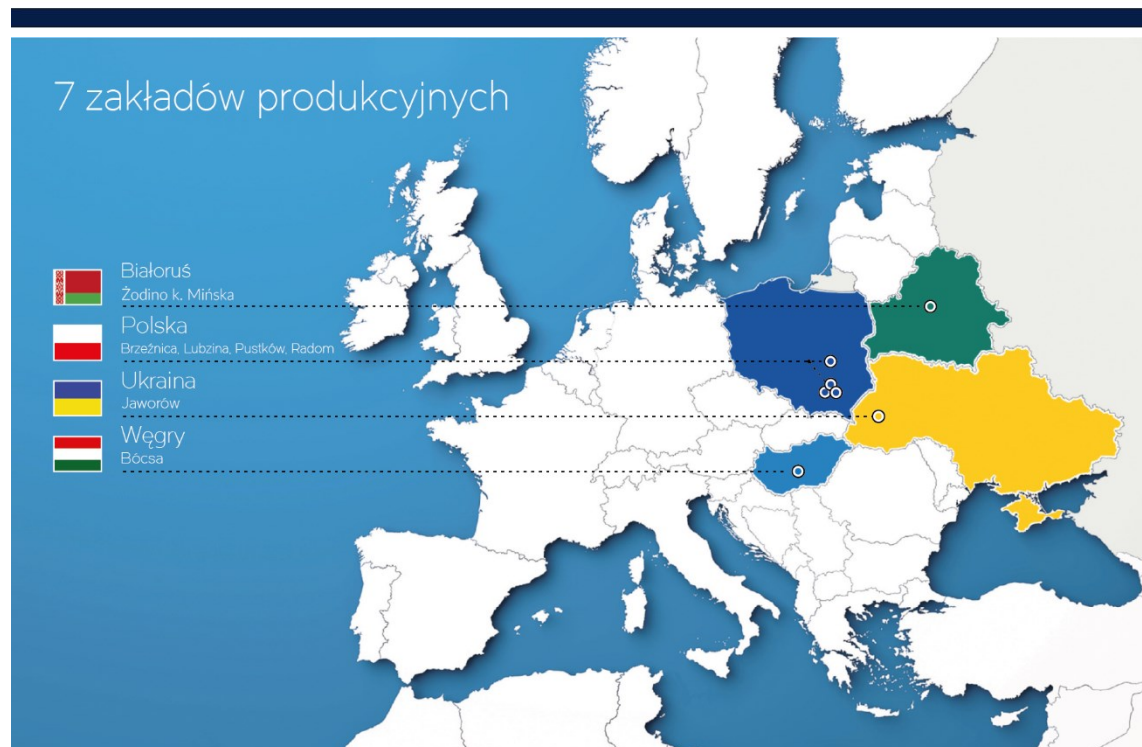 7 zakładów produkcyjnych
Białoruś
Żodino k. Mińska
Polska
Brzeźnica, Lubzina, Pustków, Radom
Ukraina
Jaworów
Węgry
Bócsa